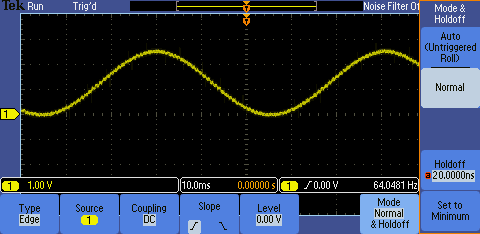 Tek Run Trig'd Noise Filter Of
Mode &
Holdoff
Auto
(Untriggered
Roll)
Normal
Holdoff
a 20.0000ns
Set to
Minimum
T
T
1
1 1.00 V 10.0ms 0.00000 s 1 0.00 V 64.0481 Hz
Type
Edge
Source
1
Coupling
DC
Slope
Level
0.00 V
Mode
Normal
& Holdoff